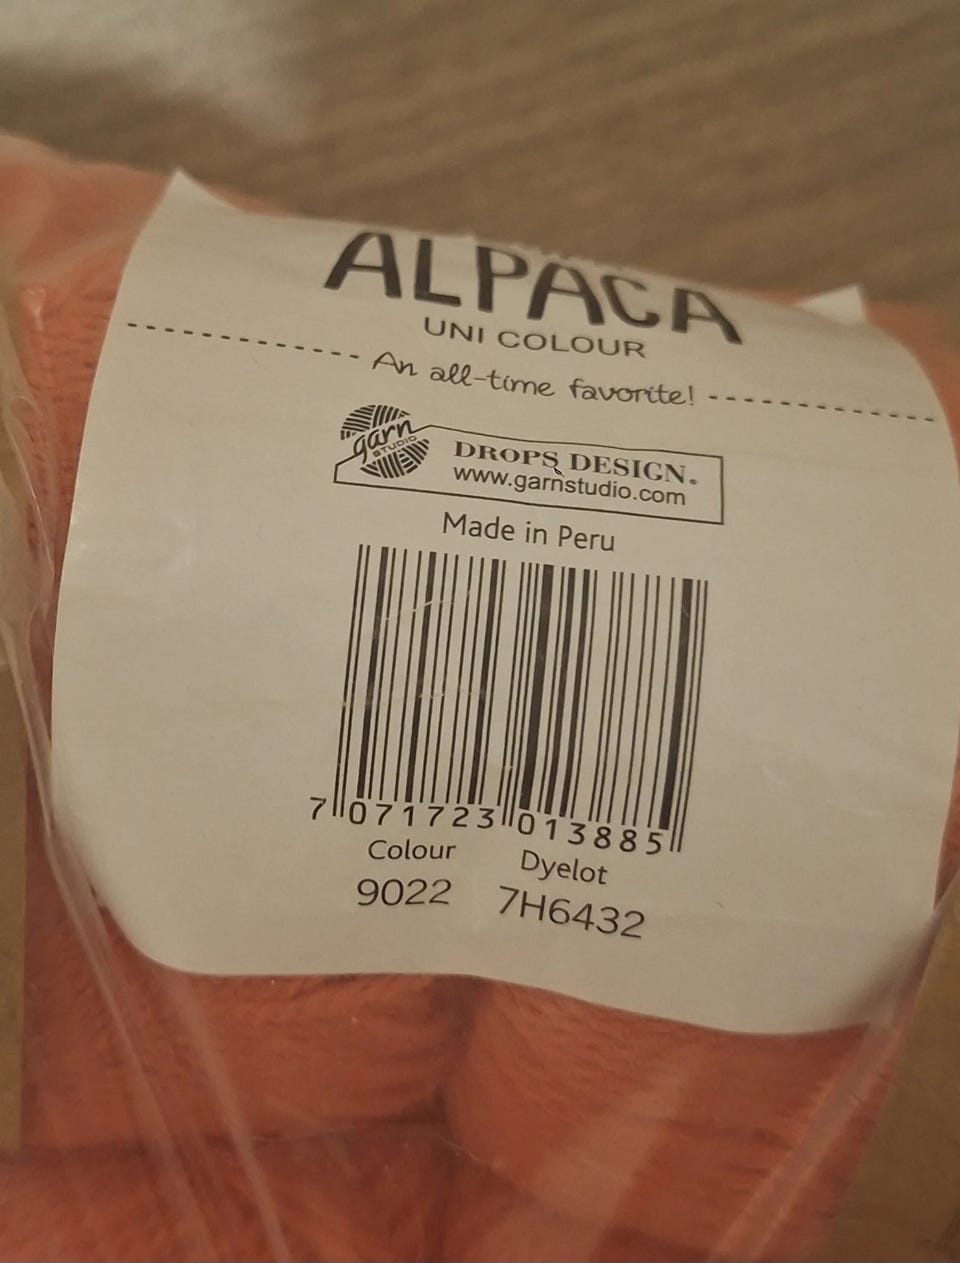 ALPACA
UNI COLOUR
An all-time favorite!
garn
STUDIO
DROPS DESIGN.
www.garnstudio.com
Made in Peru
7 071723 013885
Colour Dyelot
9022 7H6432